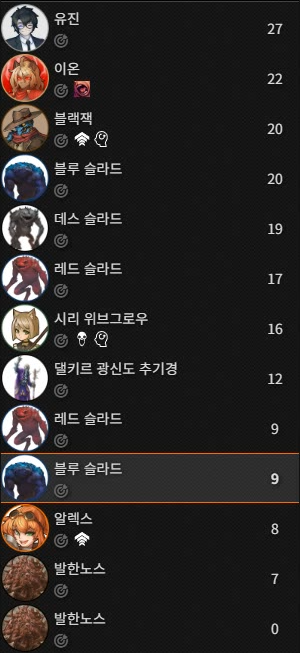 유진
27
이온
22
블랙잭
20
블루 슬라드
20
데스 슬라드
19
레드 슬라드
17
시리 위브그로우
16
댈키르 광신도 추기경
12
레드 슬라드
9
블루 슬라드
9
알렉스
8
발한노스
7
발한노스
0